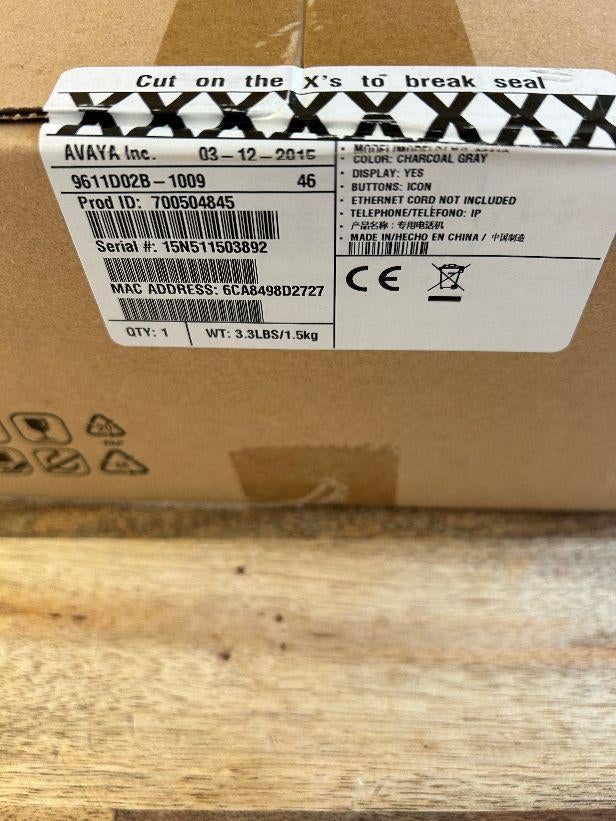 Cut on the X's to break seal
AVAYA Inc. 03-12-2015
9611D02B-1009 46
Prod ID: 700504845
Serial #: 15N511503892
MAC ADDRESS: 6CA8498D2727
QTY: 1 WT: 3.3LBS/1.5kg
• COLOR: CHARCOAL GRAY
• DISPLAY: YES
• BUTTONS: ICON
• ETHERNET CORD NOT INCLUDED
• TELEPHONE/TELÉFONO: IP
• 产品名称: 专用电话机
• MADE IN/HECHO EN CHINA / 中国制造
CE
20
PAP